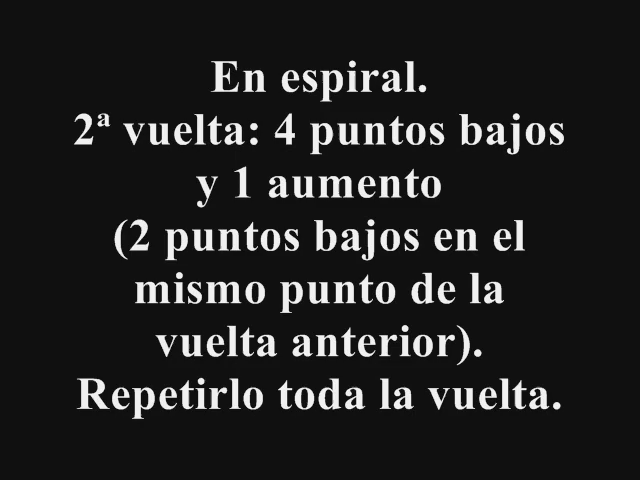 En espiral.
2ª vuelta: 4 puntos bajos
y 1 aumento
(2 puntos bajos en el
mismo punto de la
vuelta anterior).
Repetirlo toda la vuelta.